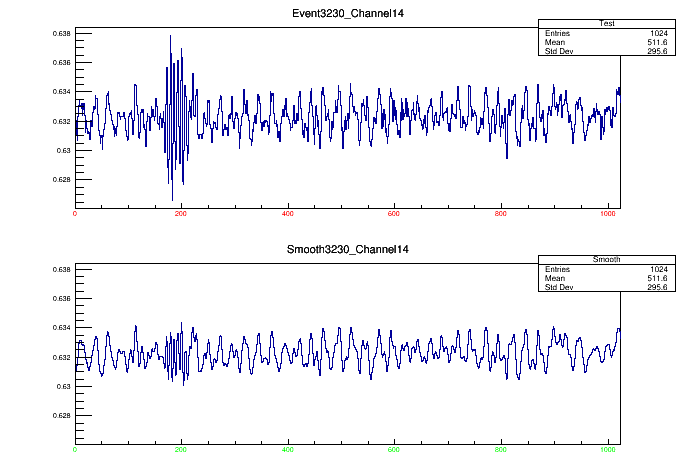 Event3230_Channel14
Test
Entries 1024
Mean 511.6
Std Dev 295.6
0.638
0.636
0.634
0.632
0.63
0.628
0 200 400 600 800 1000
Smooth3230_Channel14
Smooth
Entries 1024
Mean 511.6
Std Dev 295.6
0.638
0.636
0.634
0.632
0.63
0.628
0 200 400 600 800 1000